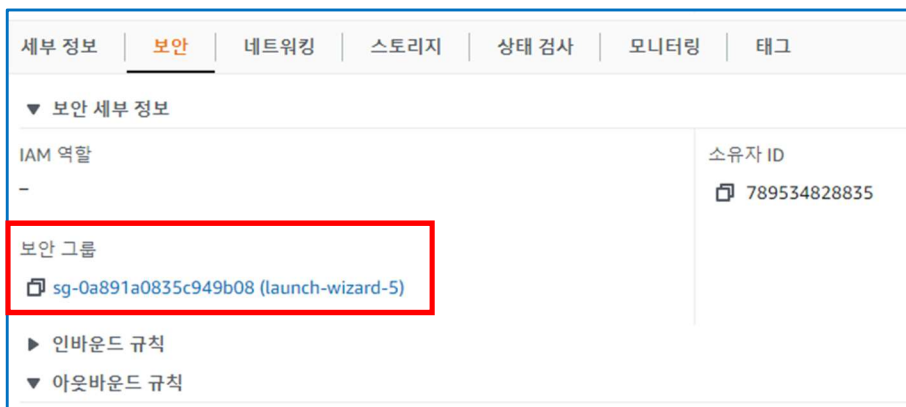 세부 정보 보안 네트워킹 스토리지 상태 검사 모니터링 태그
▼ 보안 세부 정보
IAM 역할
–
소유자 ID
789534828835
보안 그룹
sg-0a891a0835c949b08 (launch-wizard-5)
▶ 인바운드 규칙
▼ 아웃바운드 규칙